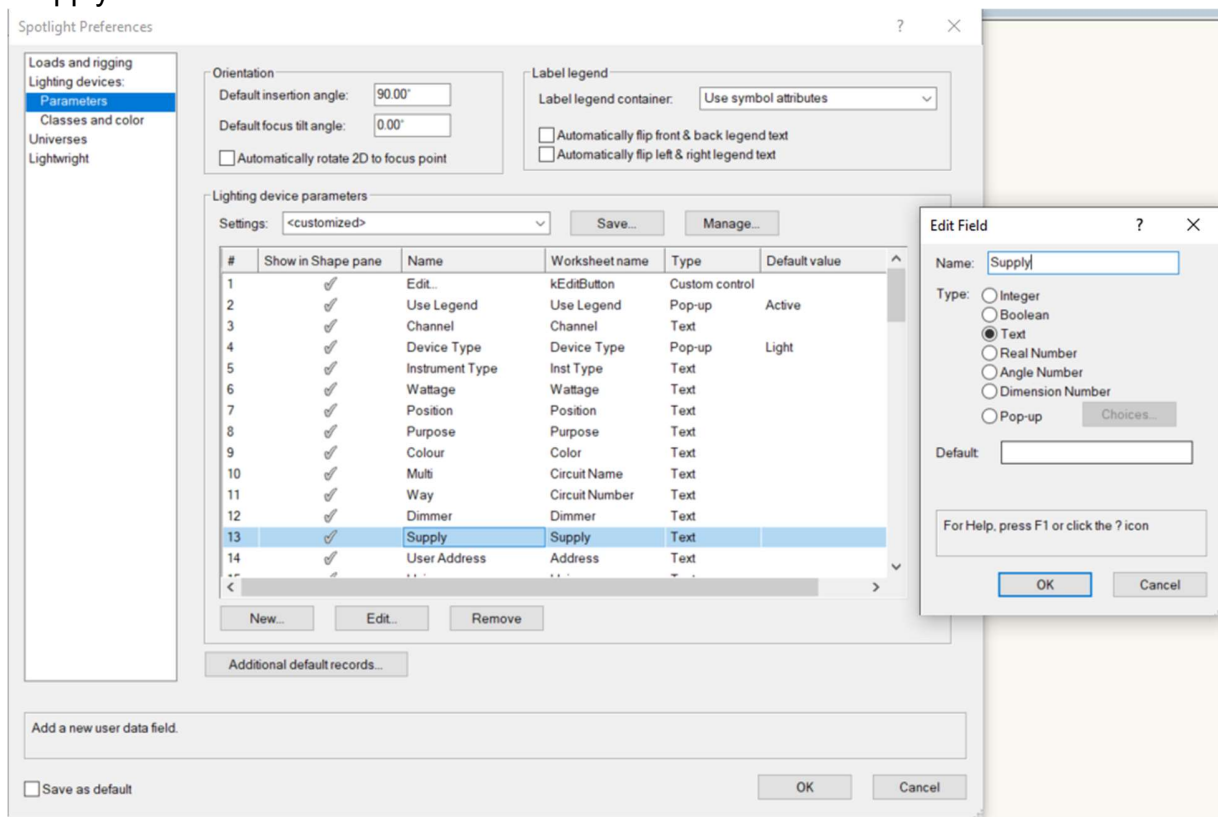 Supply
Spotlight Preferences ? ×
Loads and rigging
Lighting devices:
Parameters
Classes and color
Universes
Lightwright
Orientation
Default insertion angle: 90.00°
Default focus tilt angle: 0.00°
Automatically rotate 2D to focus point
Label legend
Label legend container: Use symbol attributes
Automatically flip front & back legend text
Automatically flip left & right legend text
Lighting device parameters
Settings: <customized> Save... Manage...
# Show in Shape pane Name Worksheet name Type Default value
1 Edit... kEditButton Custom control
2 Use Legend Use Legend Pop-up Active
3 Channel Channel Text
4 Device Type Device Type Pop-up Light
5 Instrument Type Inst Type Text
6 Wattage Wattage Text
7 Position Position Text
8 Purpose Purpose Text
9 Colour Color Text
10 Multi Circuit Name Text
11 Way Circuit Number Text
12 Dimmer Dimmer Text
13 Supply Supply Text
14 User Address Address Text
New... Edit... Remove
Additional default records...
Add a new user data field.
Save as default
OK Cancel
Edit Field ? ×
Name: Supply
Type: Integer
Boolean
Text
Real Number
Angle Number
Dimension Number
Pop-up Choices...
Default:
For Help, press F1 or click the ? icon
OK Cancel